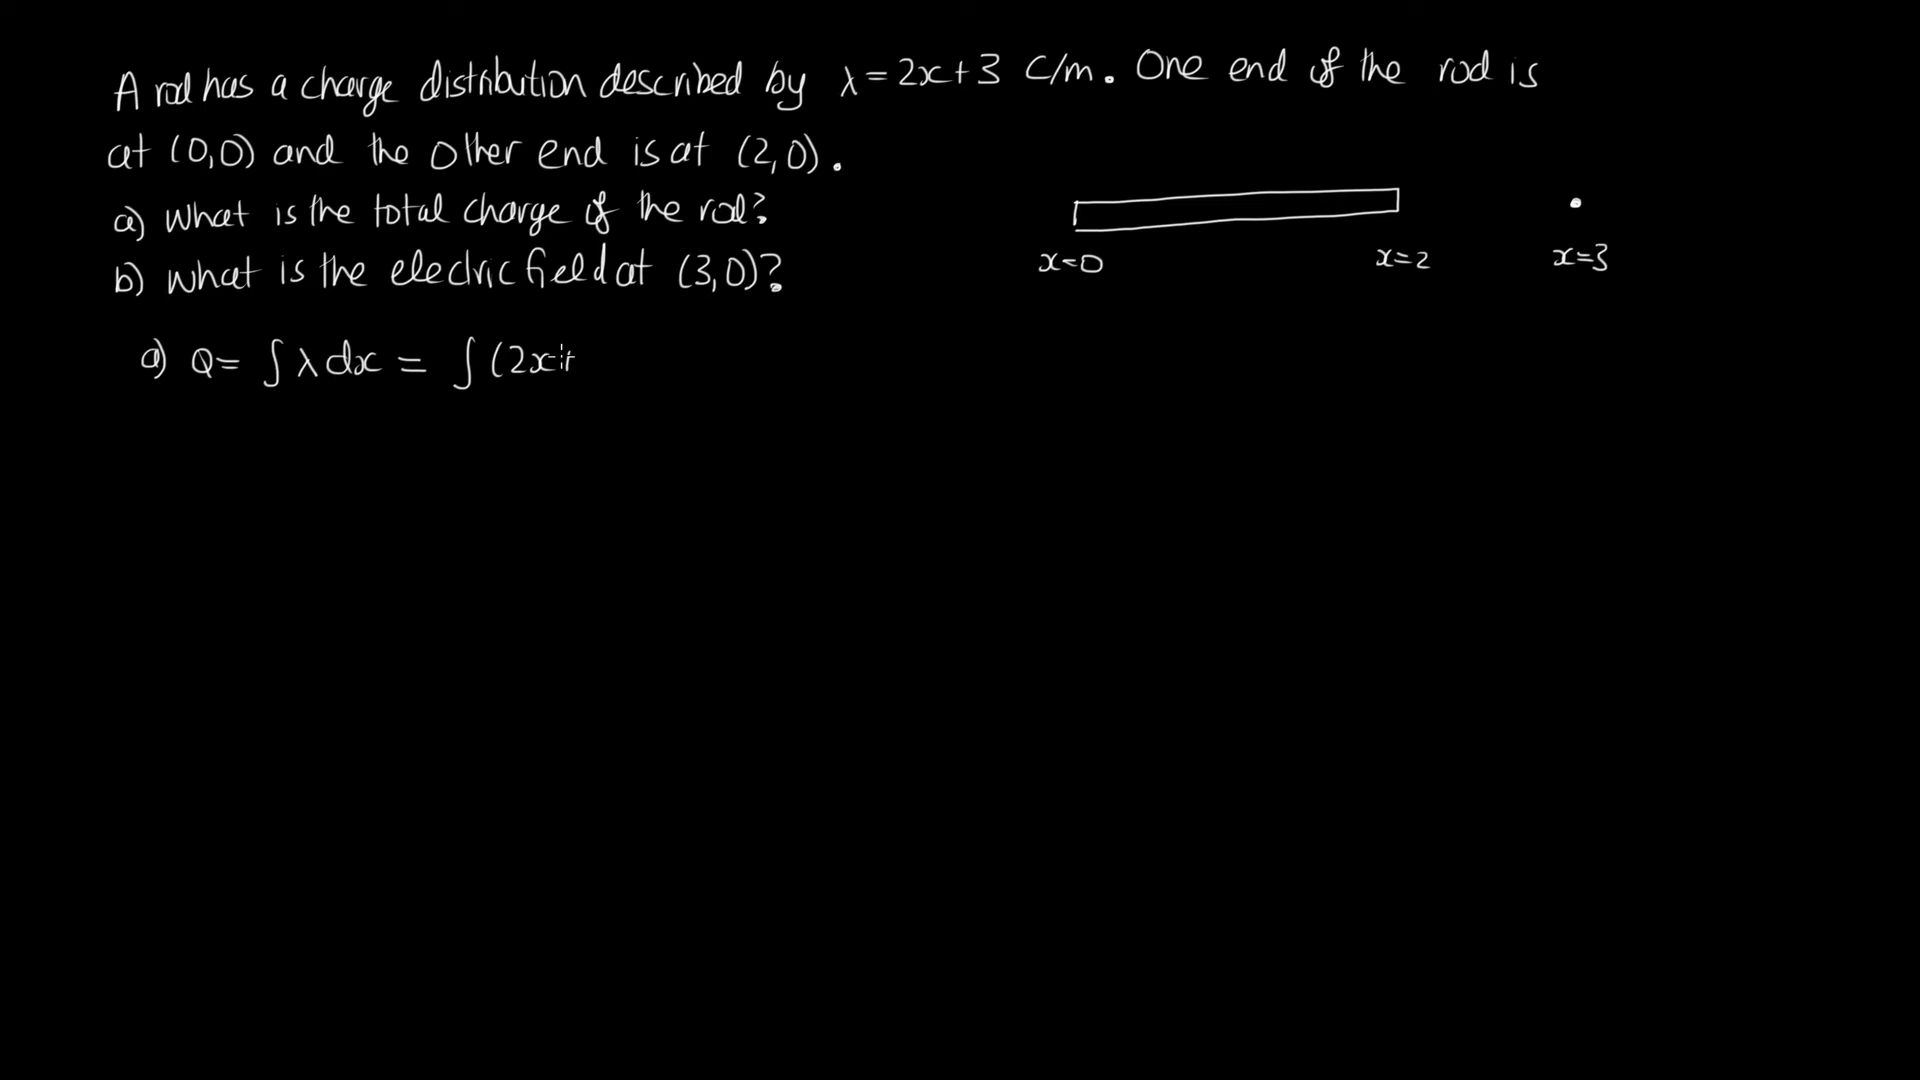 A rod has a charge distribution described by λ = 2x + 3 C/m. One end of the rod is
at (0,0) and the other end is at (2,0).
a) What is the total charge of the rod?
b) What is the electric field at (3,0)?
x=0 x=2 x=3
a) Q = ∫ λ dx = ∫ (2x+